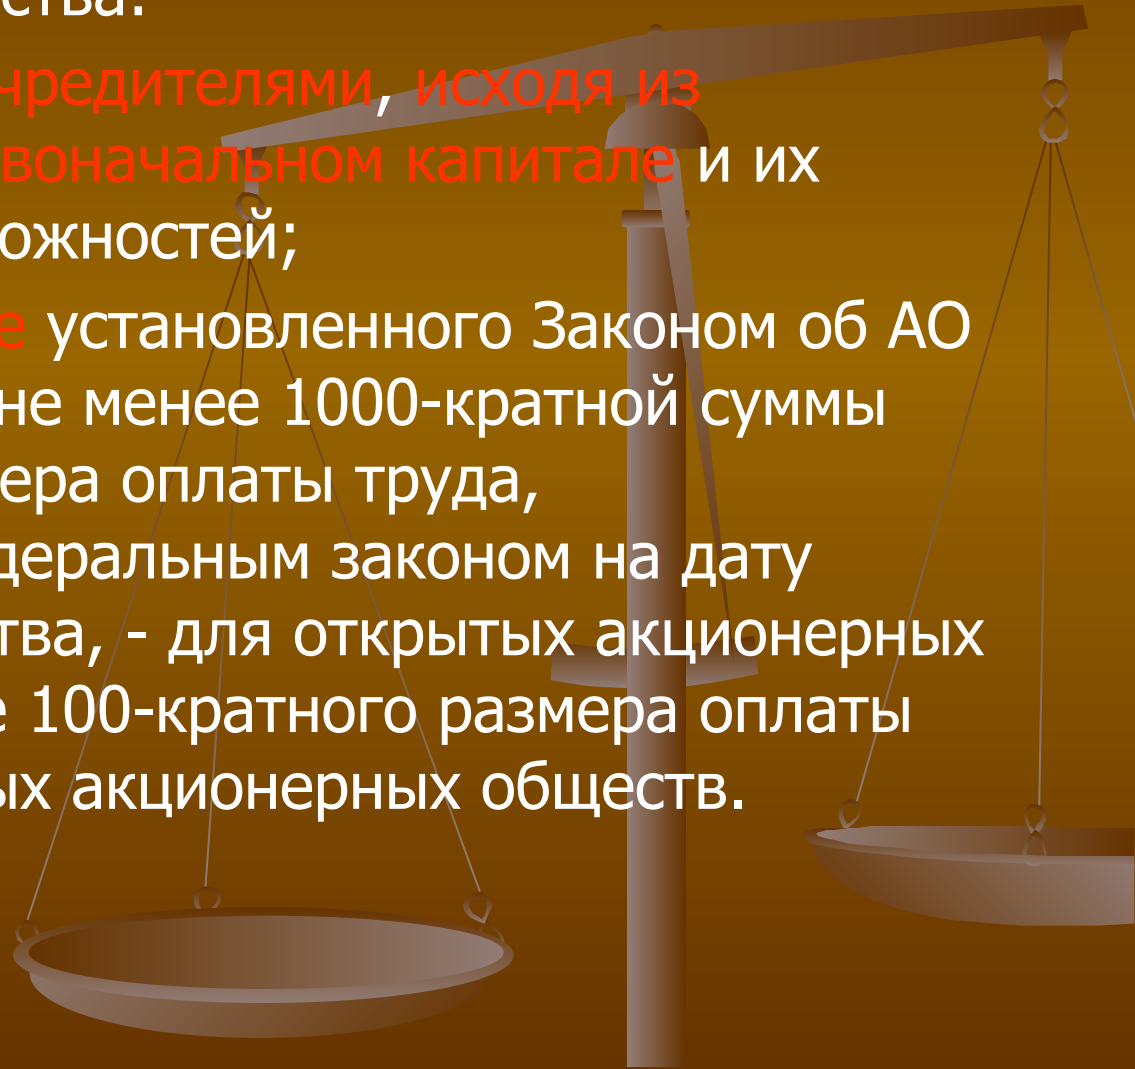 ства:
чредителями, исходя из
воначальном капитале и их
ожностей;
е установленного Законом об АО
не менее 1000-кратной суммы
ера оплаты труда,
деральным законом на дату
тва, - для открытых акционерных
е 100-кратного размера оплаты
ых акционерных обществ.